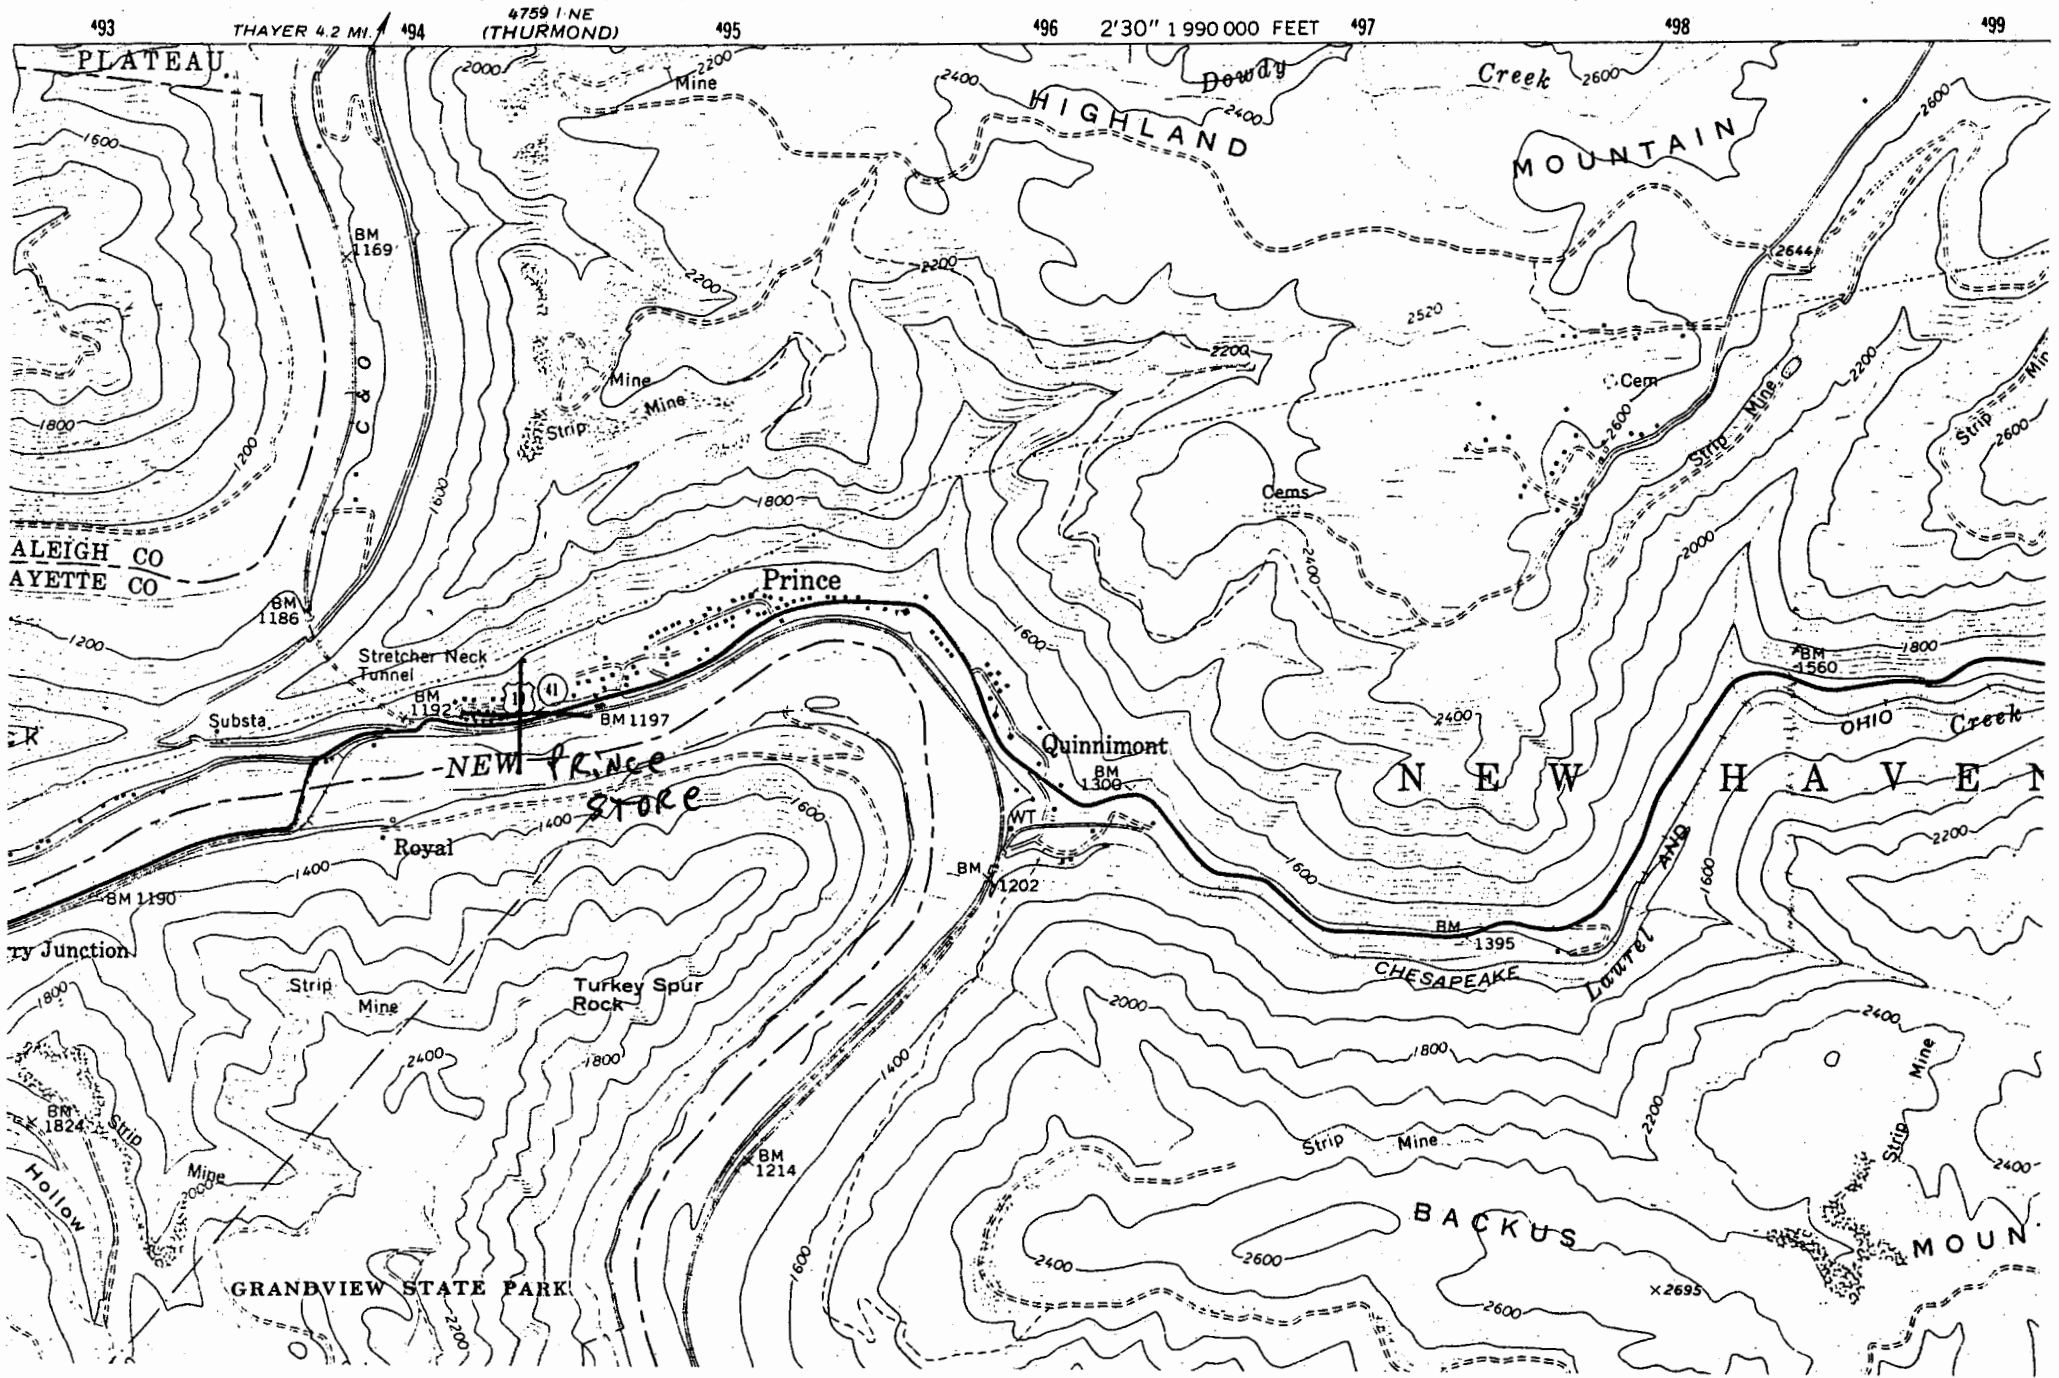 493
THAYER 4.2 MI.
494
4759 I NE
(THURMOND)
495
496
2'30" 1 990 000 FEET
497
498
499
PLATEAU
2000
2200
Mine
2400
Dowdy
Creek
2600
HIGHLAND
2400
MOUNTAIN
2600
1600
BM
1169
2200
2200
2644
2520
C & O
2200
Mine
Cem
2200
Strip Mine
Strip Mine
2600
Strip
2600
1800
1200
1600
1800
Cems
2400
2000
ALEIGH CO
AYETTE CO
Prince
BM
1186
1200
1600
Stretcher Neck
Tunnel
BM
1560
1800
BM
1192
41
BM 1197
Substa
2400
OHIO
Creek
K
Quinnimont
NEW PRINCE
STORE
BM
1300
NEW HAVEN
1600
1400
WT
2200
Royal
1400
AND
1600
1600
BM
1202
BM 1190
BM
1395
ry Junction
Laurel
CHESAPEAKE
Strip
Mine
Turkey Spur
Rock
1800
2000
2400
2400
1800
1400
1800
Strip Mine
BM
1824
Strip
Mine
2000
2200
Strip Mine
BM
1214
2400
Hollow
BACKUS
MOUN
1600
2400
2600
GRANDVIEW STATE PARK
2695
2600
2200